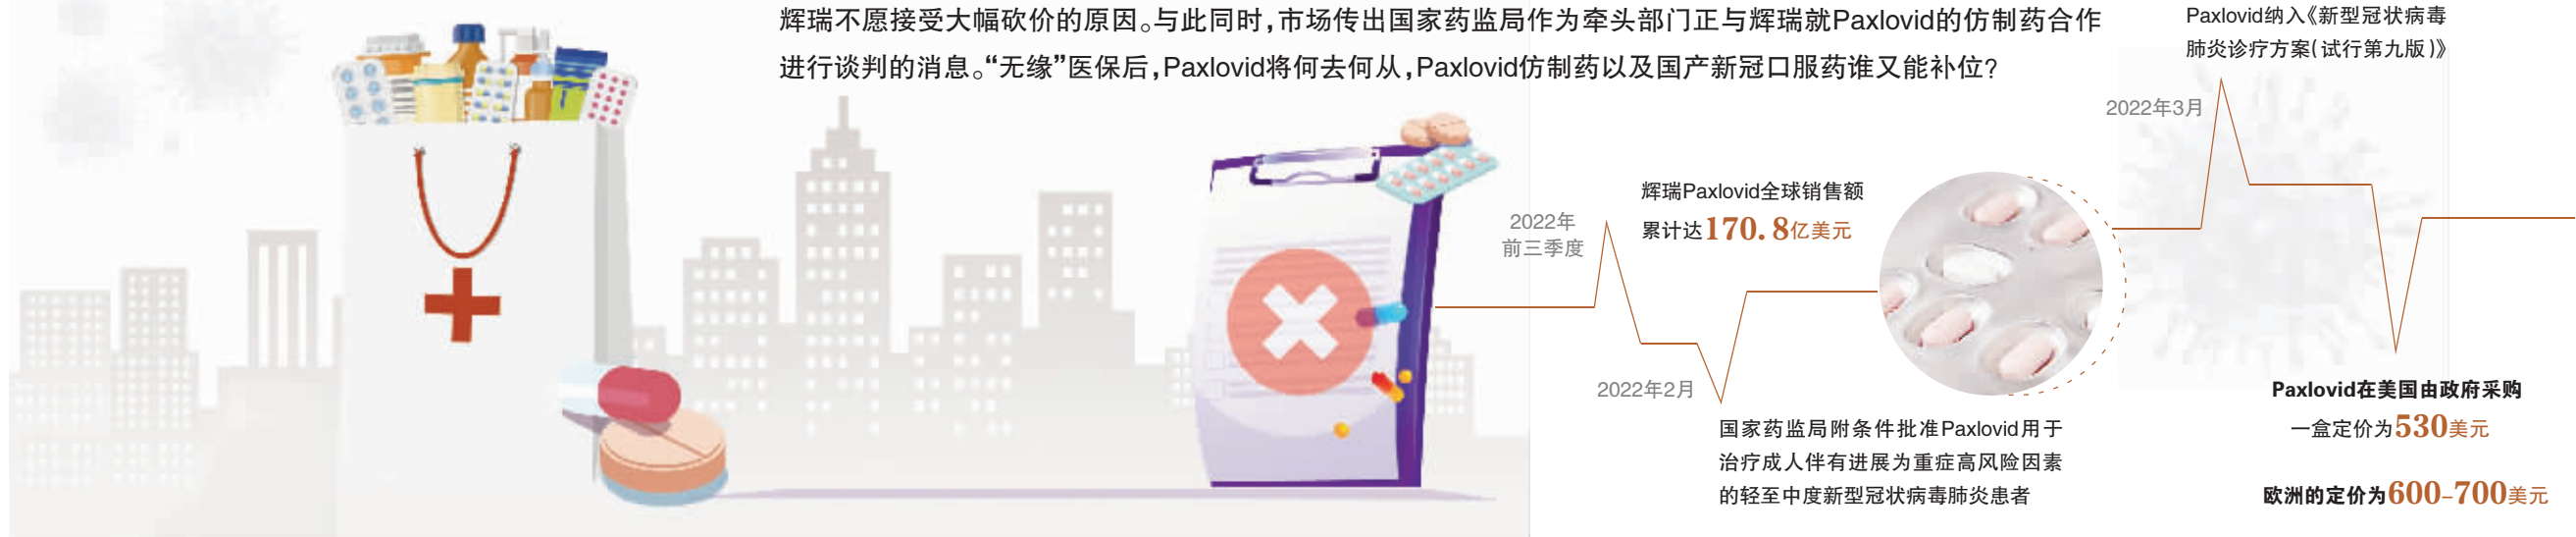 辉瑞不愿接受大幅砍价的原因。与此同时,市场传出国家药监局作为牵头部门正与辉瑞就Paxlovid的仿制药合作
进行谈判的消息。“无缘”医保后,Paxlovid将何去何从,Paxlovid仿制药以及国产新冠口服药谁又能补位?
2022年
前三季度
辉瑞Paxlovid全球销售额
累计达170.8亿美元
2022年2月
国家药监局附条件批准Paxlovid用于
治疗成人伴有进展为重症高风险因素
的轻至中度新型冠状病毒肺炎患者
2022年3月
Paxlovid纳入《新型冠状病毒
肺炎诊疗方案(试行第九版)》
Paxlovid在美国由政府采购
一盒定价为530美元
欧洲的定价为600-700美元